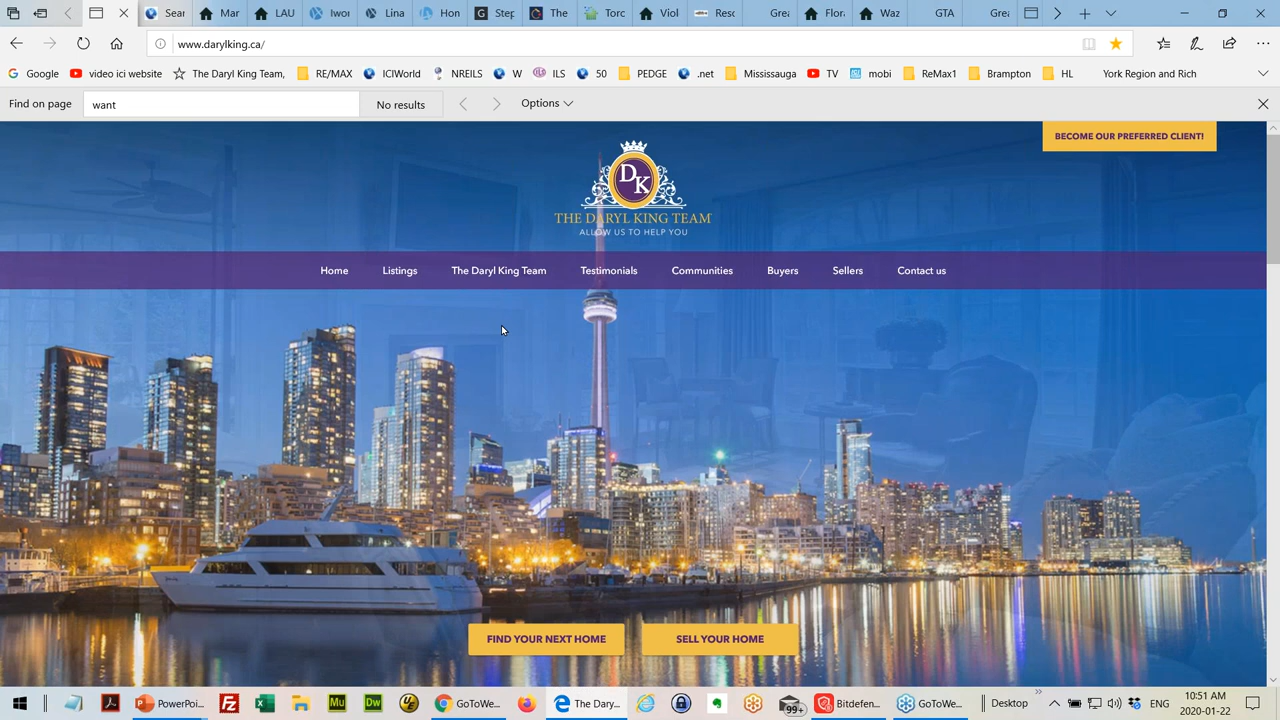 Sear
Mar
LAU
Iwor
Lina
Hon
Step
The
Torc
Viol
Resc
Grea
Flori
Waz
GTA
Grea
www.darylking.ca/
Google
video ici website
The Daryl King Team,
RE/MAX
ICIWorld
NREILS
W
ILS
50
PEDGE
.net
Mississauga
TV
mobi
ReMax1
Brampton
HL
York Region and Rich
Find on page
want
No results
Options
BECOME OUR PREFERRED CLIENT!
DK
THE DARYL KING TEAM
ALLOW US TO HELP YOU
Home
Listings
The Daryl King Team
Testimonials
Communities
Buyers
Sellers
Contact us
FIND YOUR NEXT HOME
SELL YOUR HOME
PowerPoi...
Fz
Mu
Dw
GoToWe...
The Dary...
99+
Bitdefen...
GoToWe...
Desktop
ENG
10:51 AM
2020-01-22